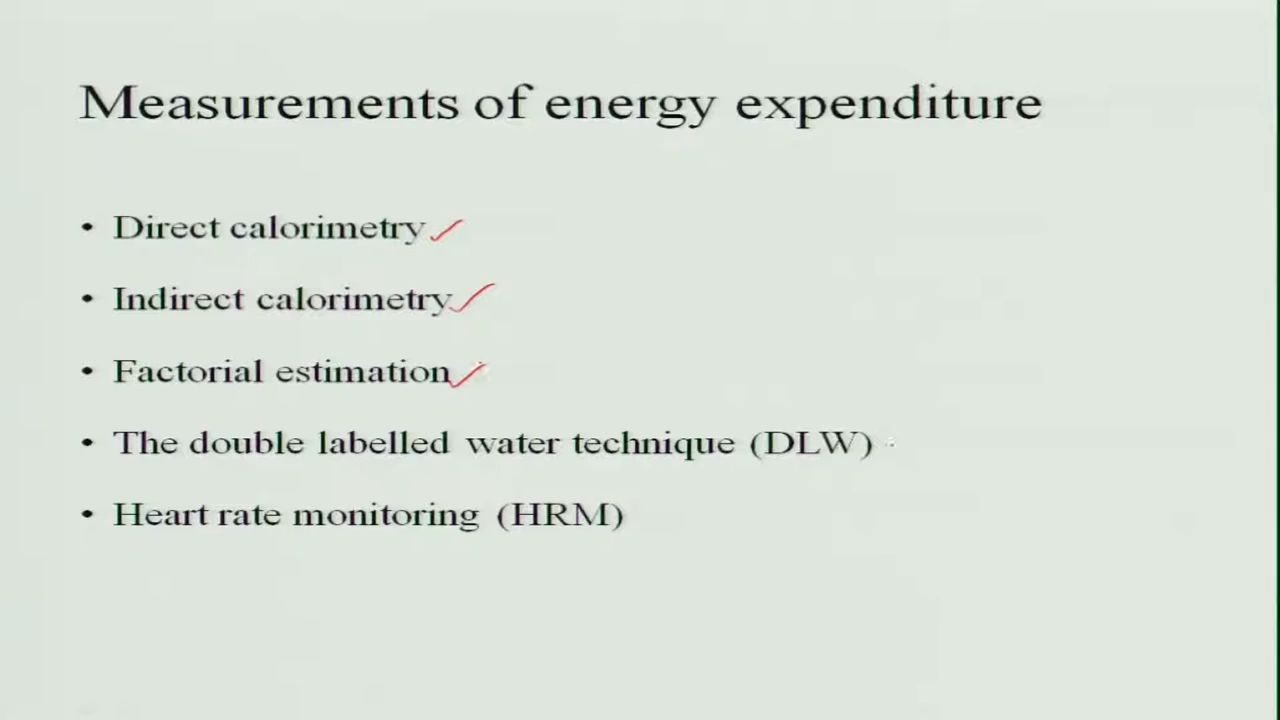 Measurements of energy expenditure
• Direct calorimetry
• Indirect calorimetry
• Factorial estimation
• The double labelled water technique (DLW)
• Heart rate monitoring (HRM)